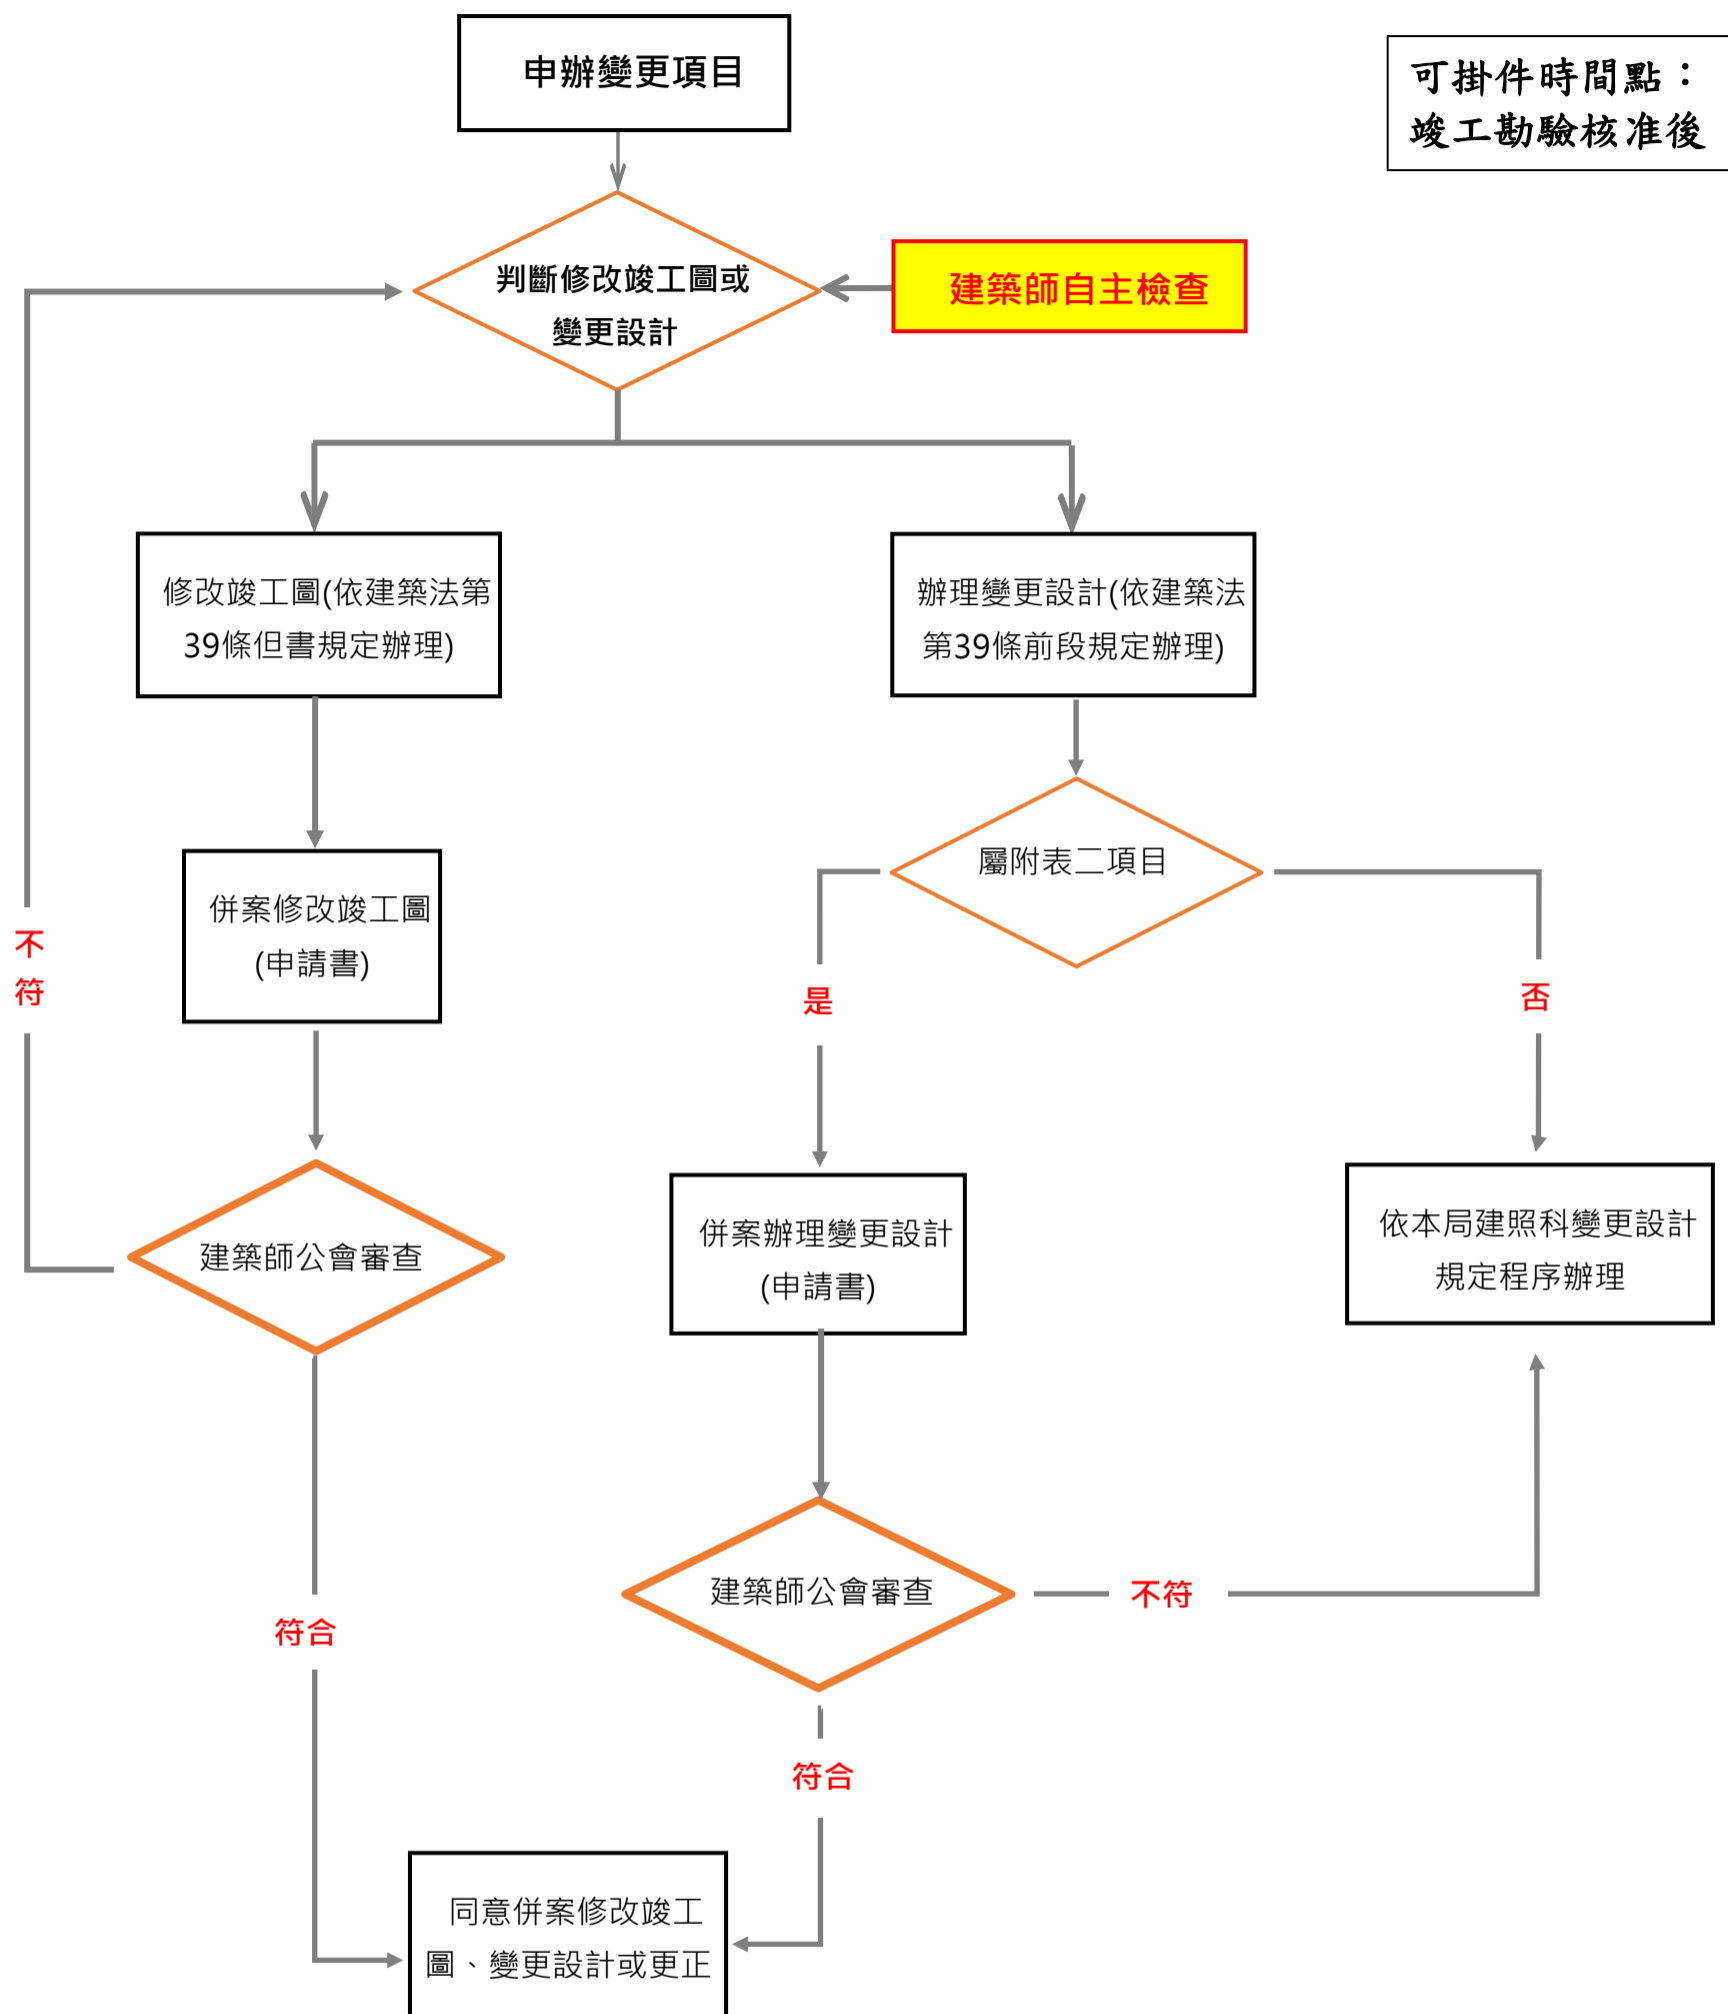 申辦變更項目
可掛件時間點：
竣工勘驗核准後
判斷修改竣工圖或
變更設計
建築師自主檢查
修改竣工圖(依建築法第
39條但書規定辦理)
辦理變更設計(依建築法
第39條前段規定辦理)
屬附表二項目
併案修改竣工圖
(申請書)
不
符
是
否
建築師公會審查
併案辦理變更設計
(申請書)
依本局建照科變更設計
規定程序辦理
建築師公會審查
不符
符合
符合
同意併案修改竣工
圖、變更設計或更正